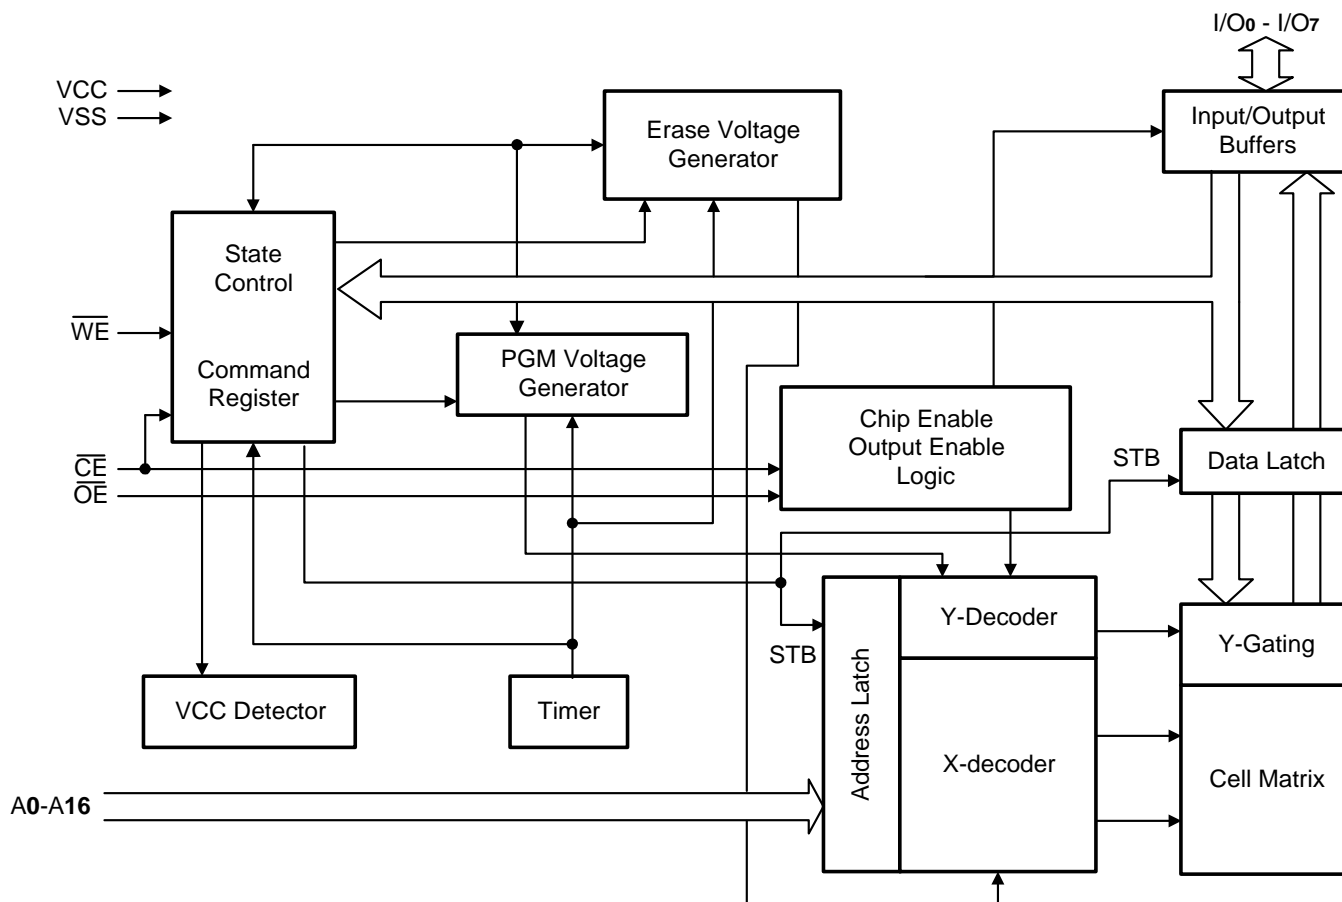 I/O0 - I/O7
VCC
VSS
Erase Voltage
Generator
Input/Output
Buffers
State
Control
Command
Register
WE
PGM Voltage
Generator
Chip Enable
Output Enable
Logic
CE
OE
STB
Data Latch
STB
Address Latch
Y-Decoder
Y-Gating
VCC Detector
Timer
X-decoder
Cell Matrix
A0-A16